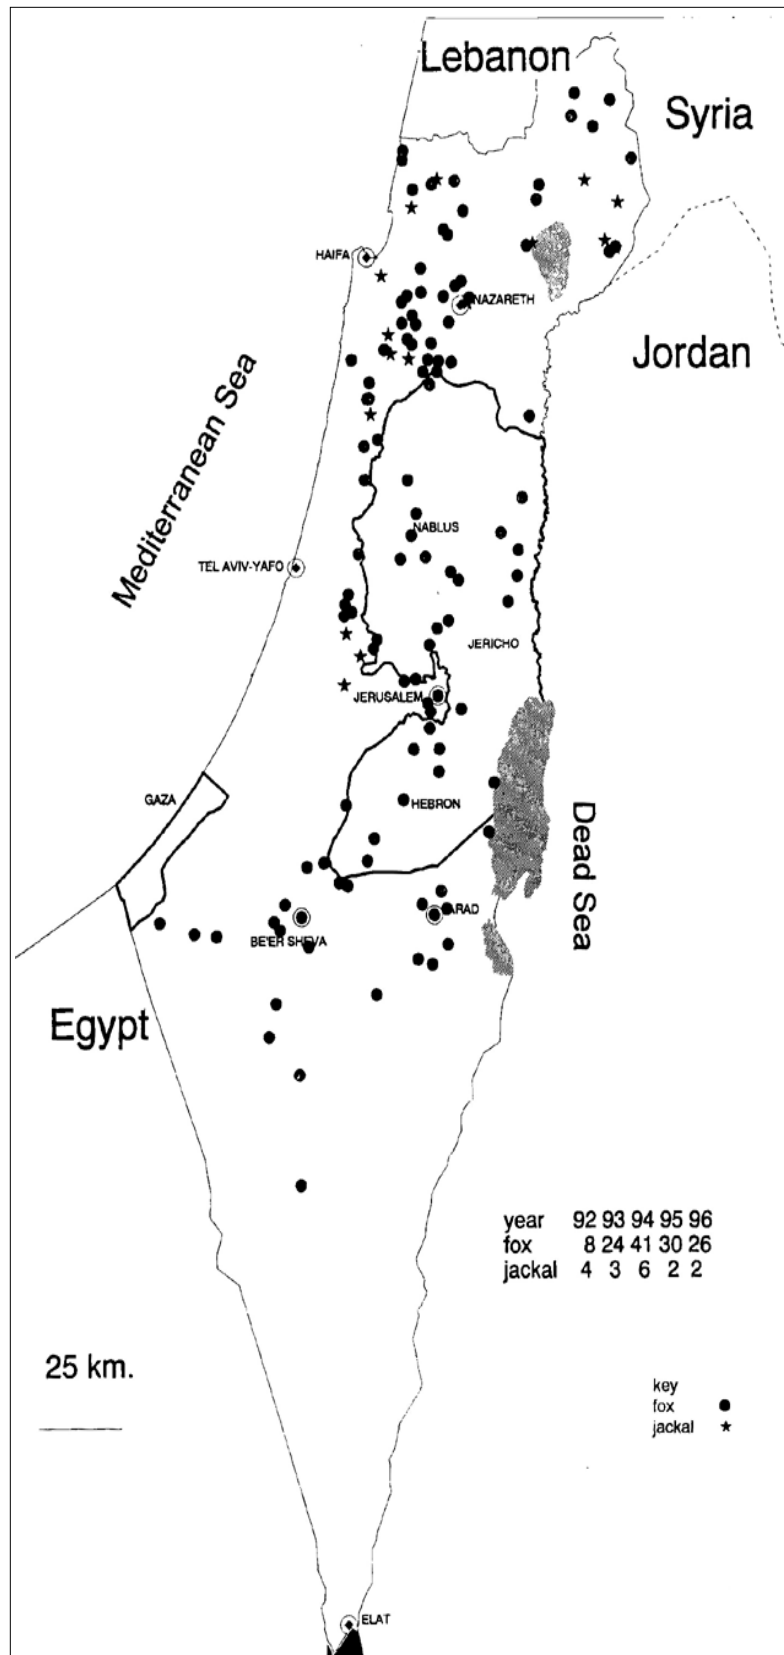 Lebanon
Syria
HAIFA
NAZARETH
Jordan
Mediterranean Sea
NABLUS
TEL AVIV-YAFO
JERICHO
JERUSALEM
GAZA
HEBRON
Dead Sea
ARAD
BE'ER SHEVA
Egypt
year 92 93 94 95 96
fox 8 24 41 30 26
jackal 4 3 6 2 2
25 km.
key
fox
jackal
ELAT